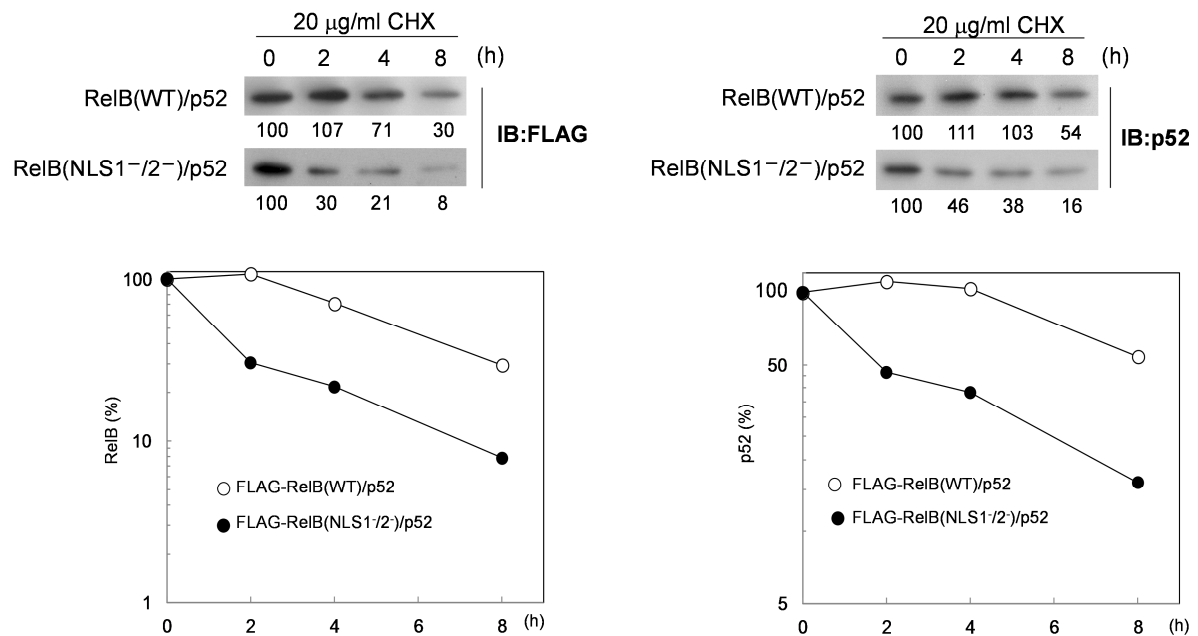 20 μg/ml CHX
0 2 4 8 (h)
RelB(WT)/p52
100 107 71 30
IB:FLAG
RelB(NLS1⁻/2⁻)/p52
100 30 21 8
20 μg/ml CHX
0 2 4 8 (h)
RelB(WT)/p52
100 111 103 54
IB:p52
RelB(NLS1⁻/2⁻)/p52
100 46 38 16
100
10
1
RelB (%)
FLAG-RelB(WT)/p52
FLAG-RelB(NLS1⁻/2⁻)/p52
0 2 4 6 8 (h)
100
50
5
p52 (%)
FLAG-RelB(WT)/p52
FLAG-RelB(NLS1⁻/2⁻)/p52
0 2 4 6 8 (h)